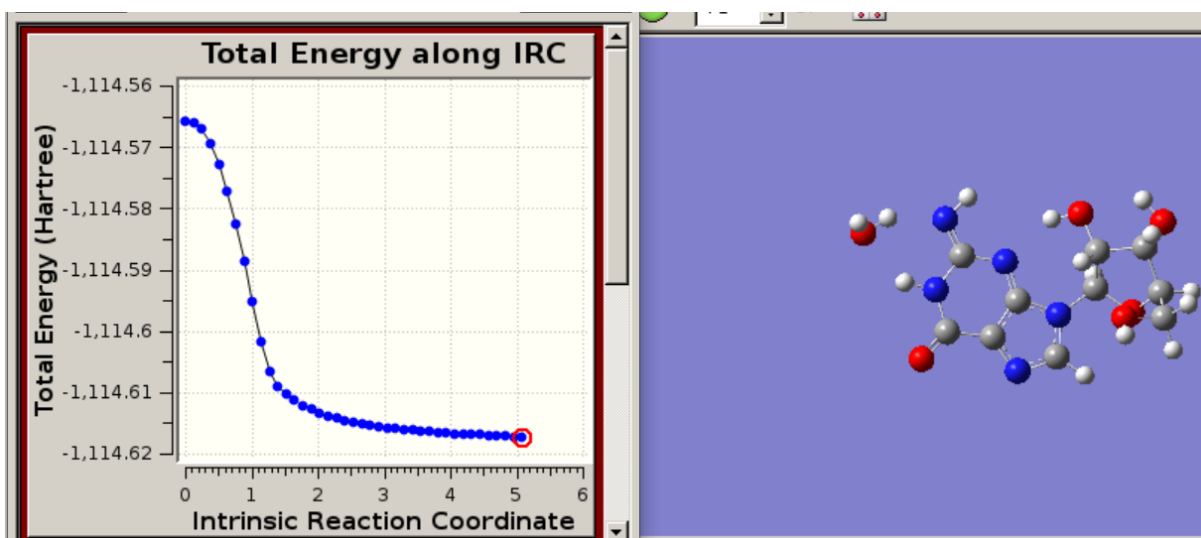 Total Energy along IRC
Total Energy (Hartree)
-1,114.56
-1,114.57
-1,114.58
-1,114.59
-1,114.6
-1,114.61
-1,114.62
0 1 2 3 4 5 6
Intrinsic Reaction Coordinate